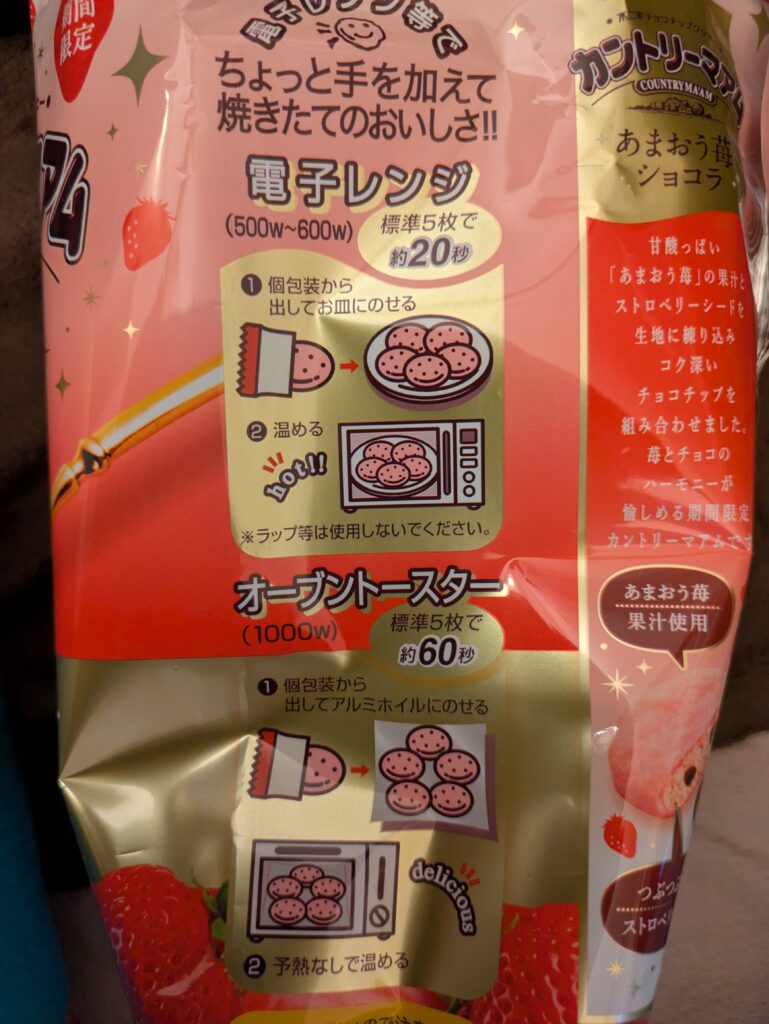 期間
限定
電子レンジ等で
ちょっと手を加えて
焼きたてのおいしさ!!
電子レンジ
(500w~600w)
標準5枚で
約20秒
❶ 個包装から
出してお皿にのせる
❷ 温める
hot!!
※ラップ等は使用しないでください。
オーブントースター
(1000w)
標準5枚で
約60秒
❶ 個包装から
出してアルミホイルにのせる
delicious
❷ 予熱なしで温める
マアム
カントリーマアム
COUNTRY MA'AM
あまおう苺
ショコラ
甘酸っぱい
「あまおう苺」の果汁と
ストロベリーシードを
生地に練り込み
コク深い
チョコチップを
組み合わせました。
苺とチョコの
ハーモニーが
愉しめる期間限定
カントリーマアムです
あまおう苺
果汁使用
つぶつぶ
ストロベ